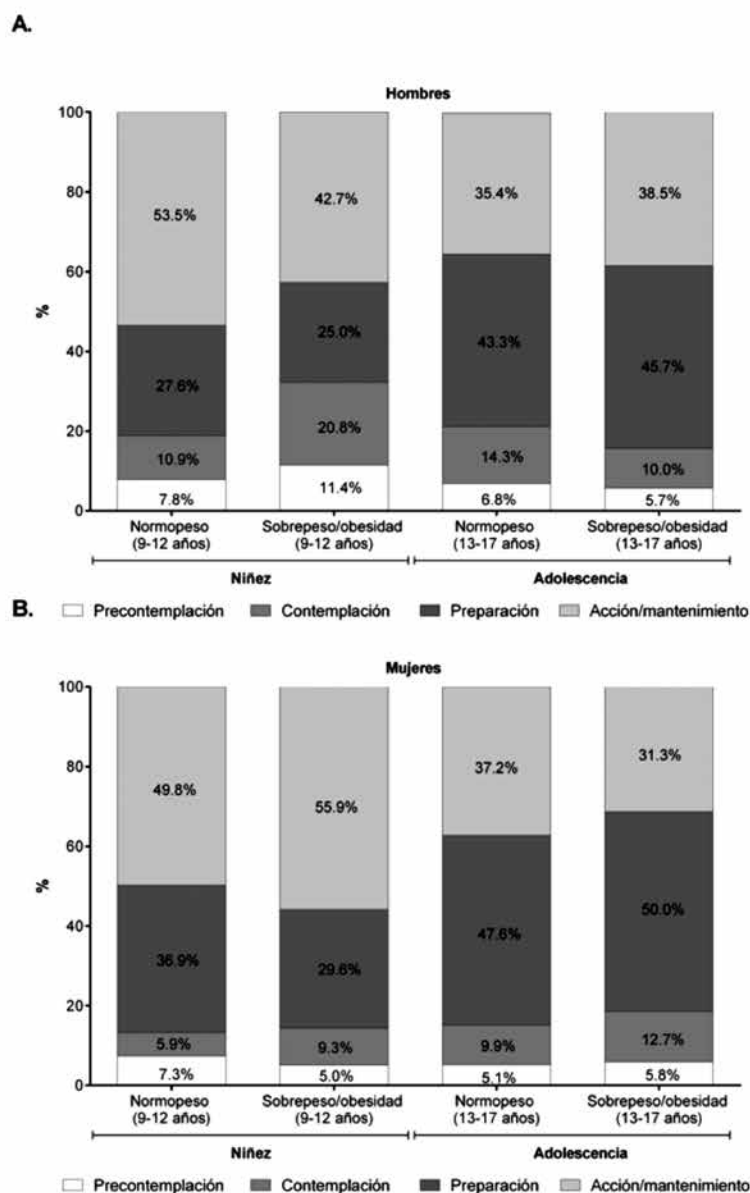 A.
Hombres
100
80
60
40
20
0
%
53.5% 42.7% 35.4% 38.5%
27.6% 25.0% 43.3% 45.7%
10.9% 20.8% 14.3% 10.0%
7.8% 11.4% 6.8% 5.7%
Normopeso Sobrepeso/obesidad Normopeso Sobrepeso/obesidad
(9-12 años) (9-12 años) (13-17 años) (13-17 años)
Niñez Adolescencia
Precontemplación Contemplación Preparación Acción/mantenimiento
B.
Mujeres
100
80
60
40
20
0
%
49.8% 55.9% 37.2% 31.3%
36.9% 29.6% 47.6% 50.0%
5.9% 9.3% 9.9% 12.7%
7.3% 5.0% 5.1% 5.8%
Normopeso Sobrepeso/obesidad Normopeso Sobrepeso/obesidad
(9-12 años) (9-12 años) (13-17 años) (13-17 años)
Niñez Adolescencia
Precontemplación Contemplación Preparación Acción/mantenimiento